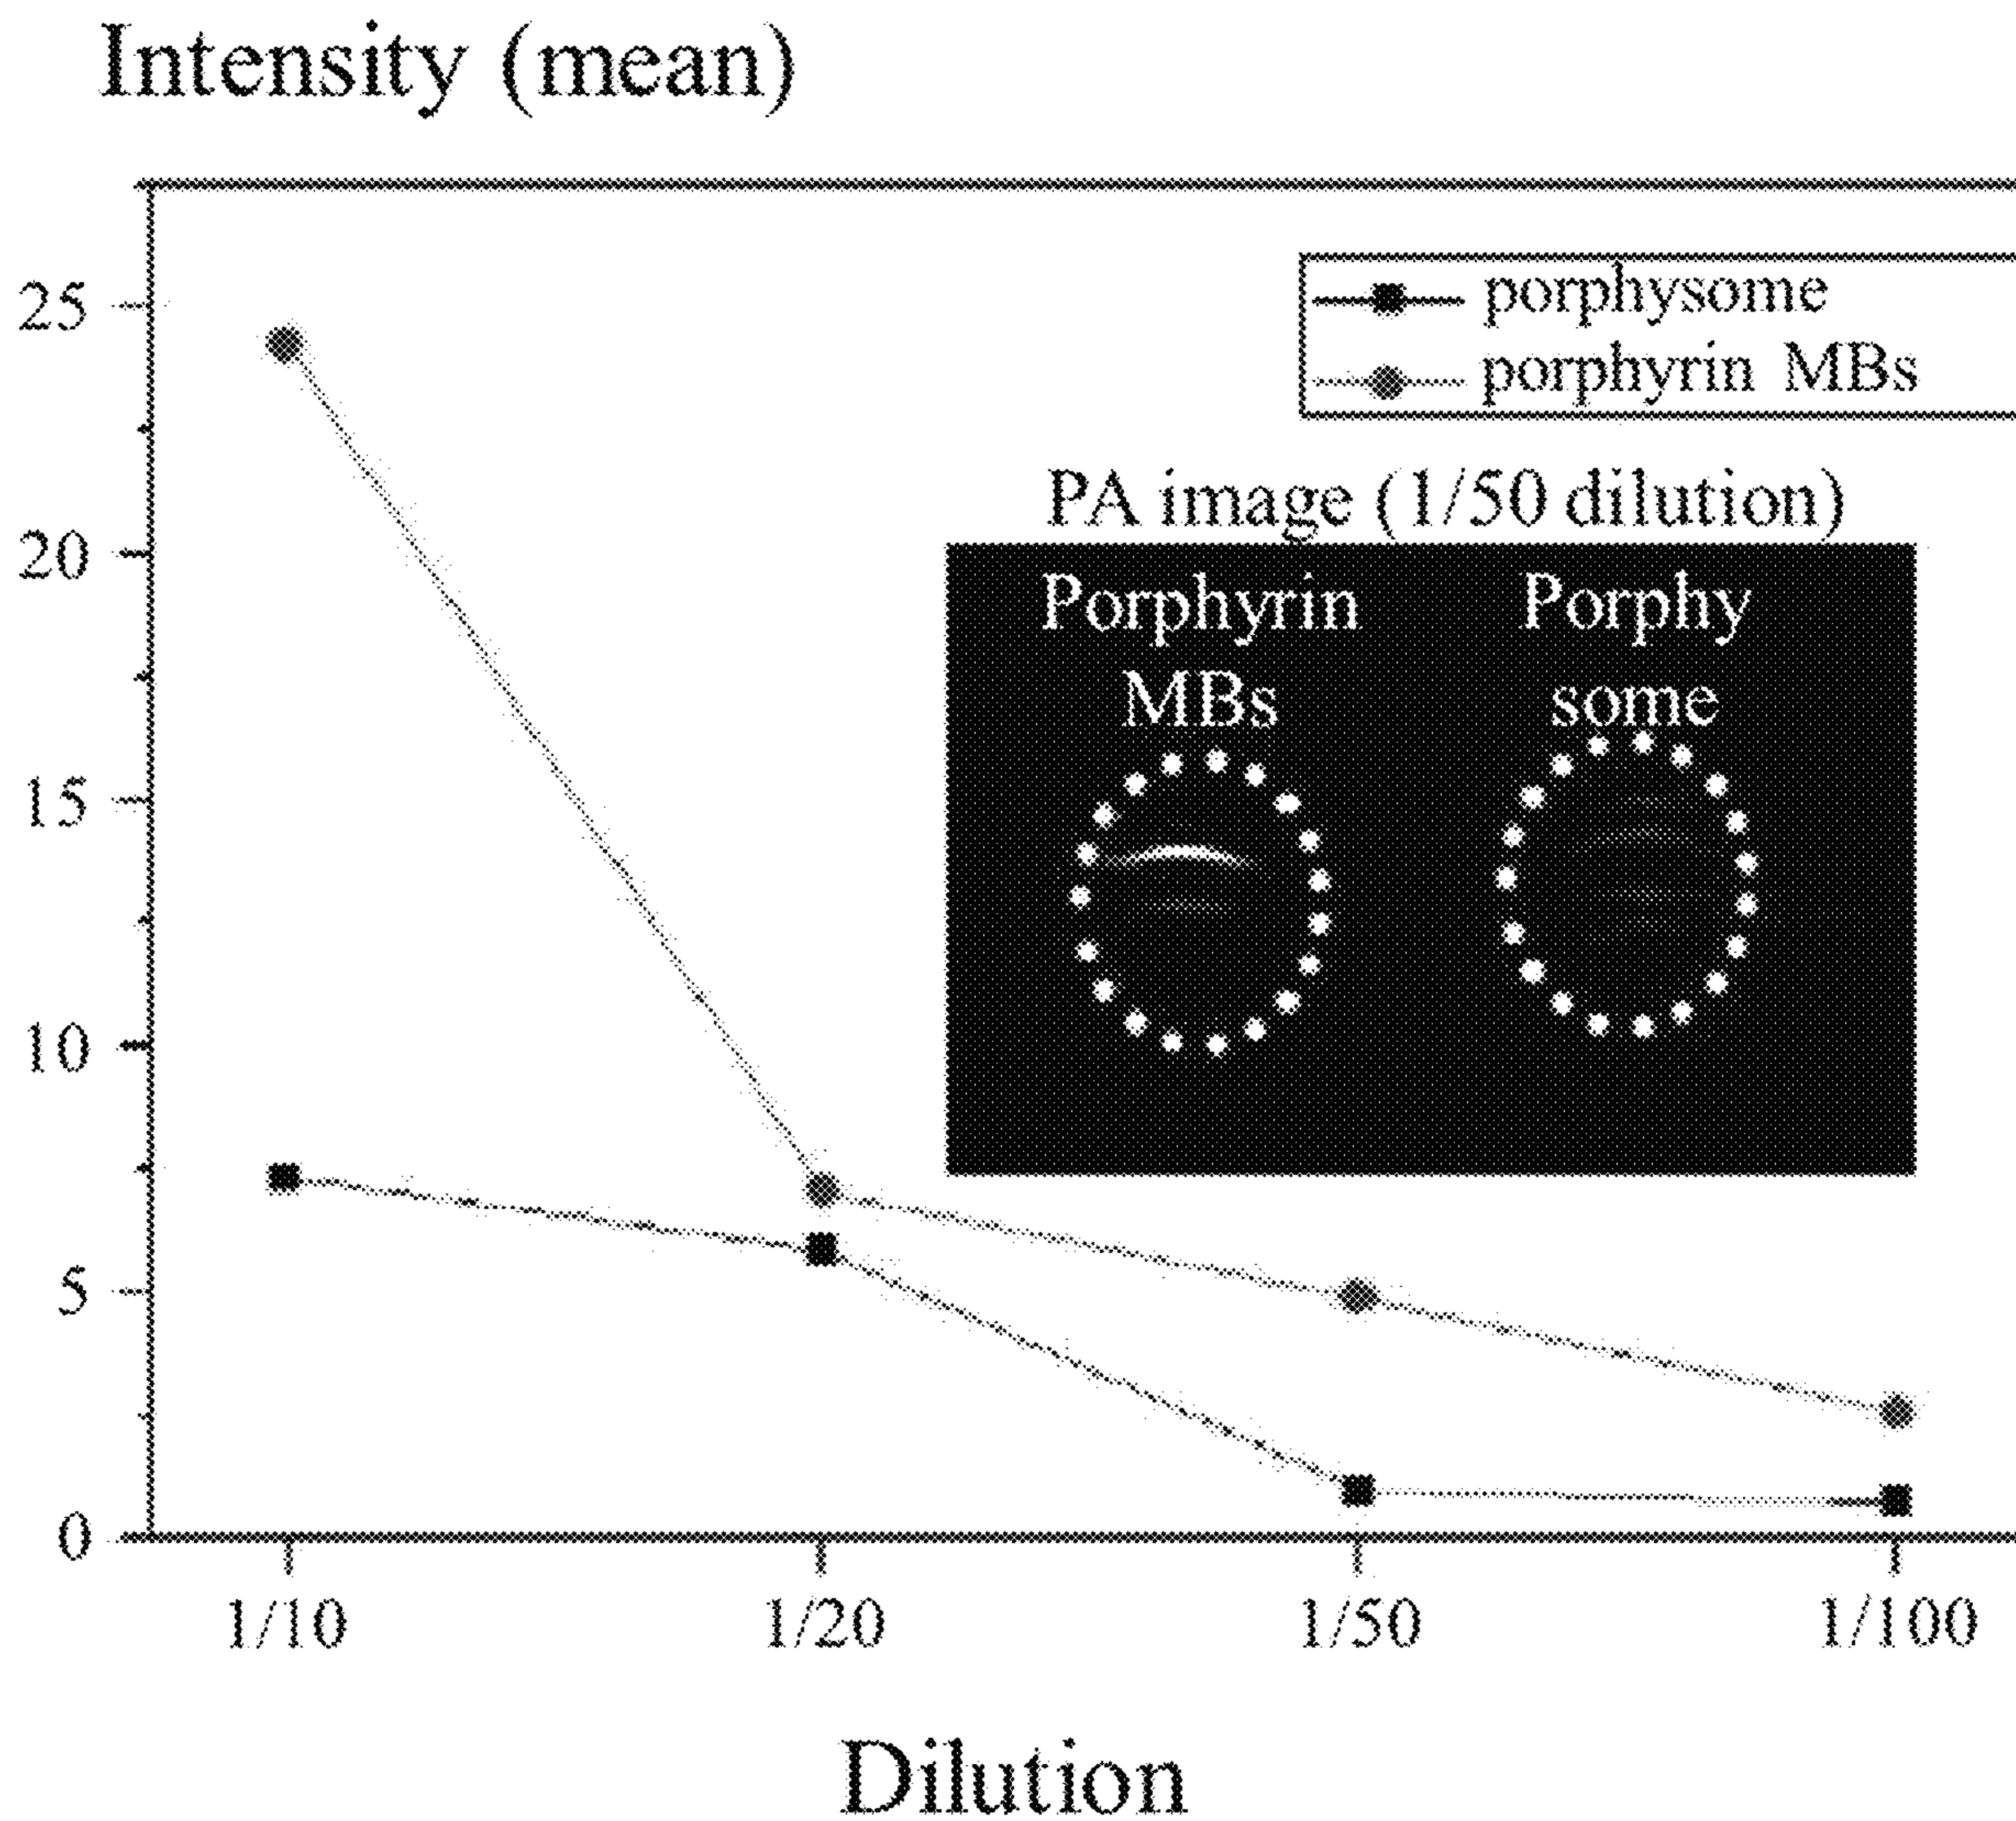 Intensity (mean)
25
20
15
10
5
0
porphysome
porphyrin MBs
PA image (1/50 dilution)
Porphyrin
MBs
Porphy
some
1/10
1/20
1/50
1/100
Dilution